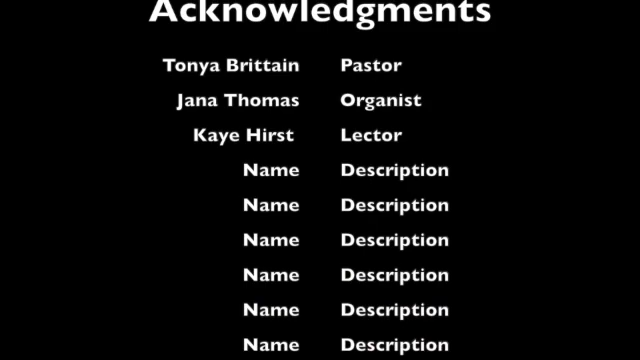 Acknowledgments
Tonya Brittain Pastor
Jana Thomas Organist
Kaye Hirst Lector
Name Description
Name Description
Name Description
Name Description
Name Description
Name Description